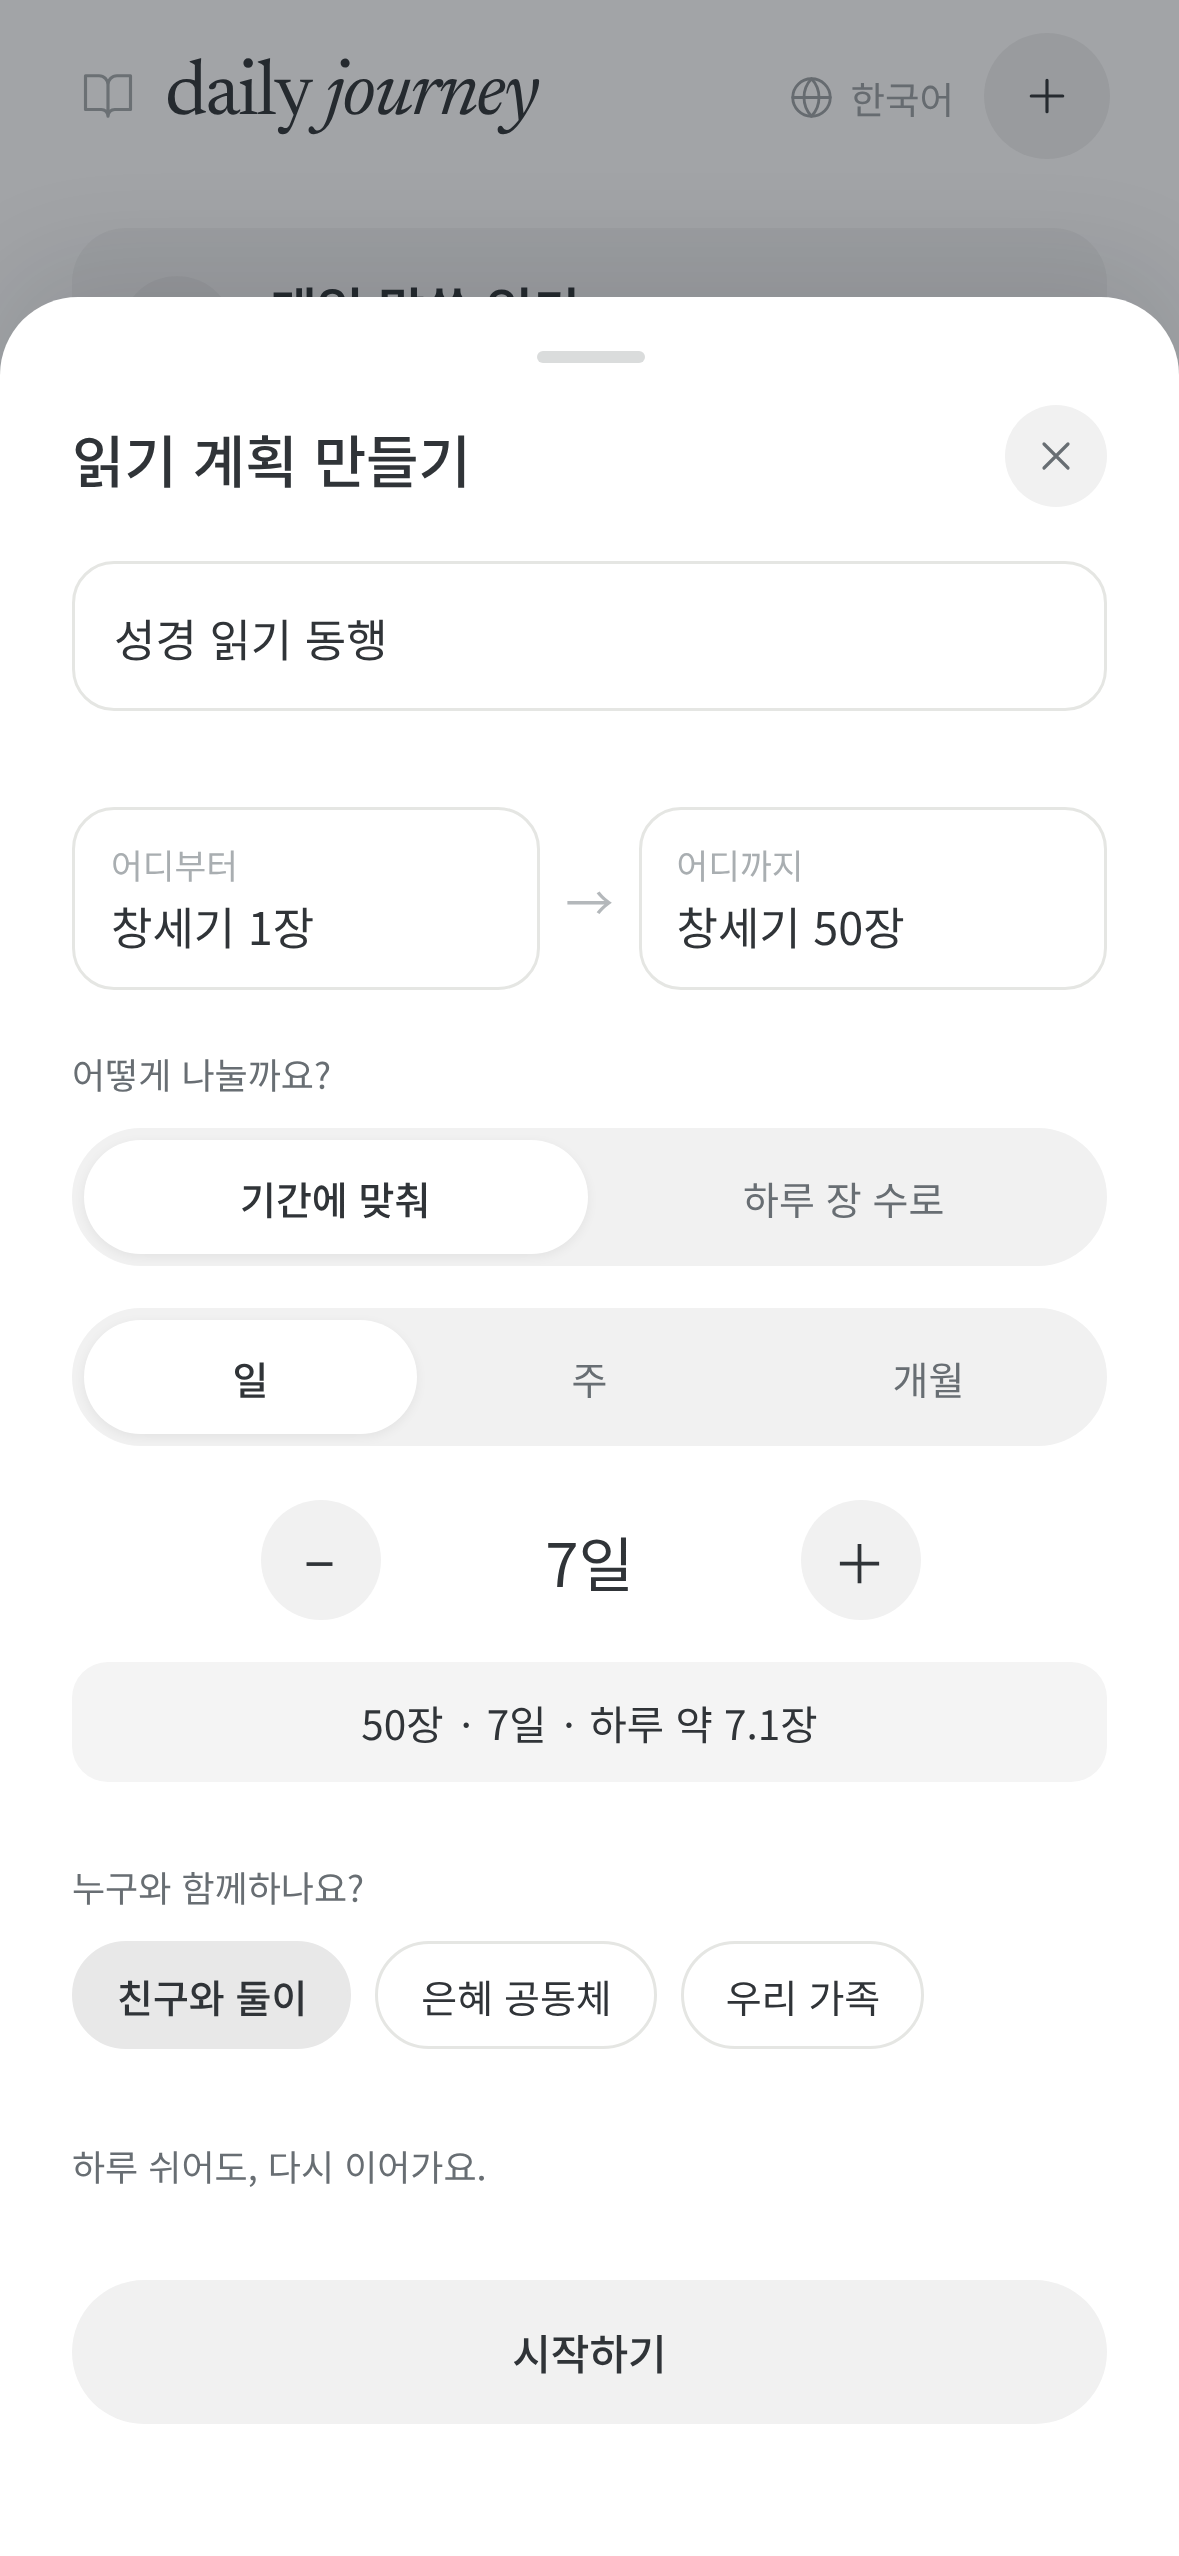 daily journey
한국어
읽기 계획 만들기
성경 읽기 동행
어디부터
창세기 1장
→
어디까지
창세기 50장
어떻게 나눌까요?
기간에 맞춰
하루 장 수로
일
주
개월
7일
50장 · 7일 · 하루 약 7.1장
누구와 함께하나요?
친구와 둘이
은혜 공동체
우리 가족
하루 쉬어도, 다시 이어가요.
시작하기